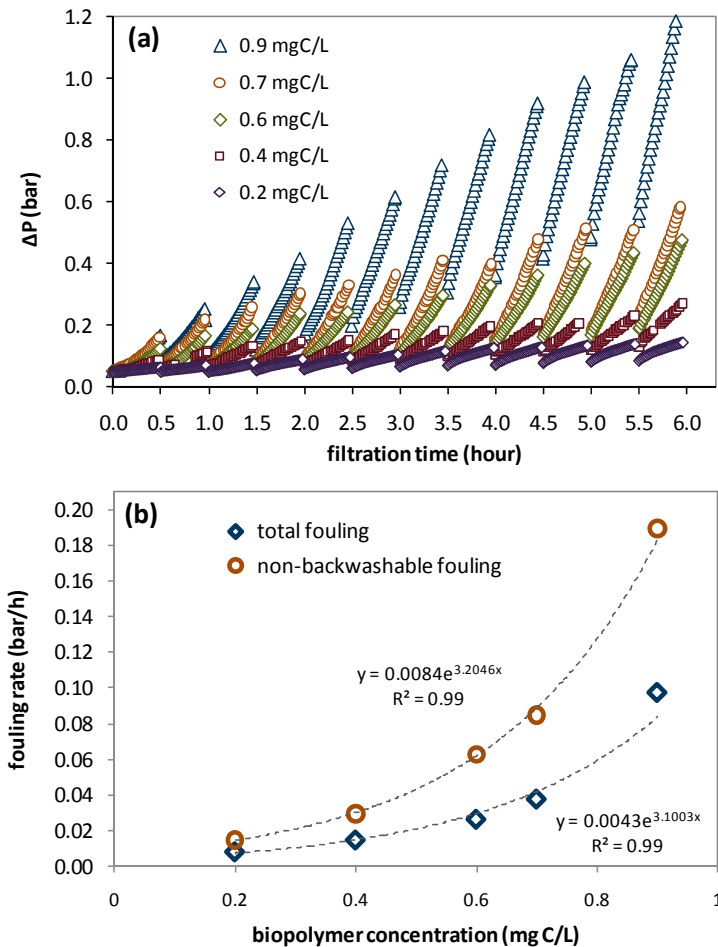 (a)
1.2
1.0
0.8
0.6
0.4
0.2
0.0
ΔP (bar)
0.9 mgC/L
0.7 mgC/L
0.6 mgC/L
0.4 mgC/L
0.2 mgC/L
0.0 0.5 1.0 1.5 2.0 2.5 3.0 3.5 4.0 4.5 5.0 5.5 6.0
filtration time (hour)
(b)
0.20
0.18
0.16
0.14
0.12
0.10
0.08
0.06
0.04
0.02
0.00
fouling rate (bar/h)
total fouling
non-backwashable fouling
y = 0.0084e^3.2046x
R² = 0.99
y = 0.0043e^3.1003x
R² = 0.99
0 0.2 0.4 0.6 0.8 1
biopolymer concentration (mg C/L)